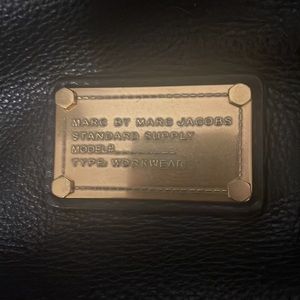 MARC BY MARC JACOBS
STANDARD SUPPLY
MODEL#
TYPE: WORKWEAR